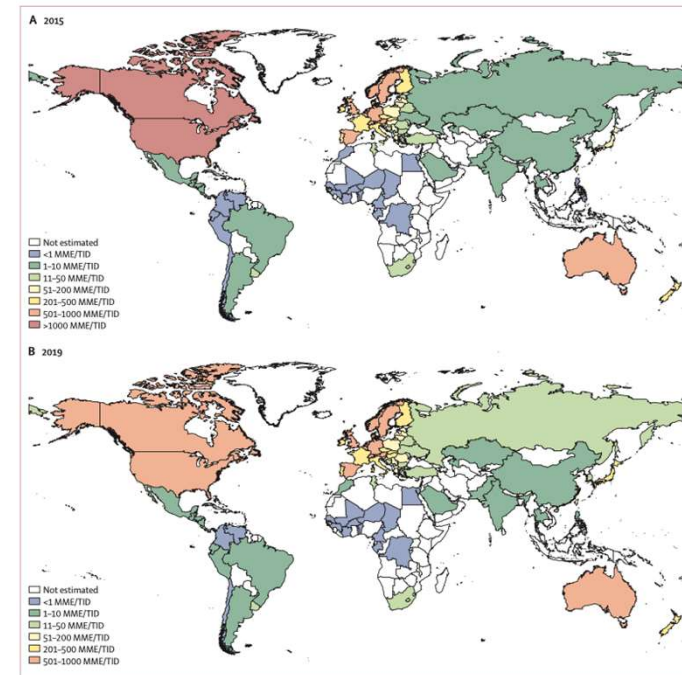 A 2015
Not estimated
<1 MME/TID
1–10 MME/TID
11–50 MME/TID
51–200 MME/TID
201–500 MME/TID
501–1000 MME/TID
>1000 MME/TID
B 2019
Not estimated
<1 MME/TID
1–10 MME/TID
11–50 MME/TID
51–200 MME/TID
201–500 MME/TID
501–1000 MME/TID